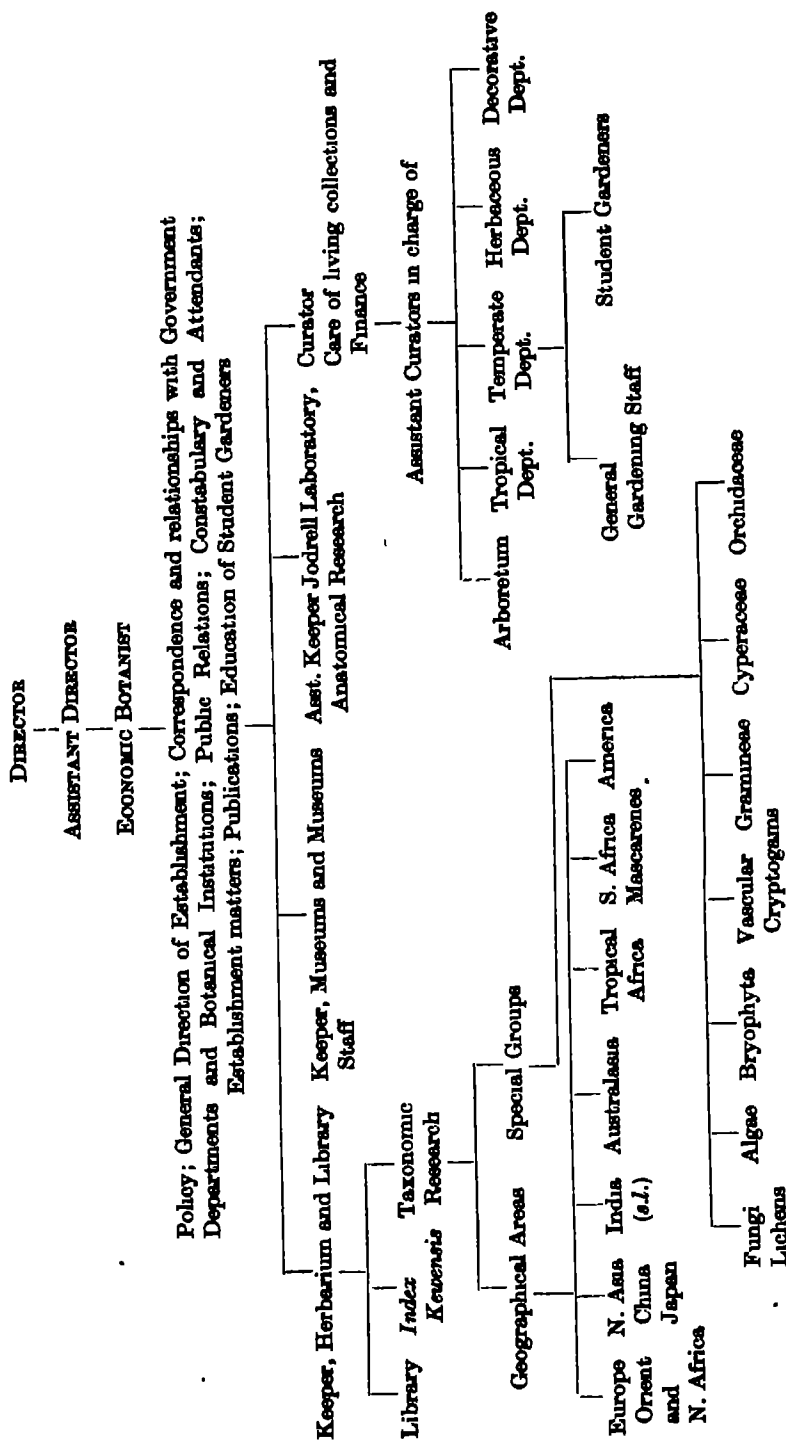 DIRECTOR
ASSISTANT DIRECTOR
ECONOMIC BOTANIST
Policy; General Direction of Establishment; Correspondence and relationships with Government
Departments and Botanical Institutions; Public Relations; Constabulary and Attendants;
Establishment matters; Publications; Education of Student Gardeners
Keeper, Herbarium and Library
Keeper, Museums and Museums
Staff
Asst. Keeper Jodrell Laboratory,
Anatomical Research
Curator
Care of living collections and
Finance
Library
Index
Kewensis
Taxonomic
Research
Assistant Curators in charge of
Arboretum
Tropical
Dept.
Temperate
Dept.
Herbaceous
Dept.
Decorative
Dept.
General
Gardening Staff
Student Gardeners
Geographical Areas
Special Groups
Europe
Orient
and
N. Africa
N. Asia
China
Japan
India
(s.l.)
Australasia
Tropical
Africa
S. Africa
Mascarenes
America
Fungi
Lichens
Algae
Bryophyta
Vascular
Cryptogams
Gramineae
Cyperaceae
Orchidaceae